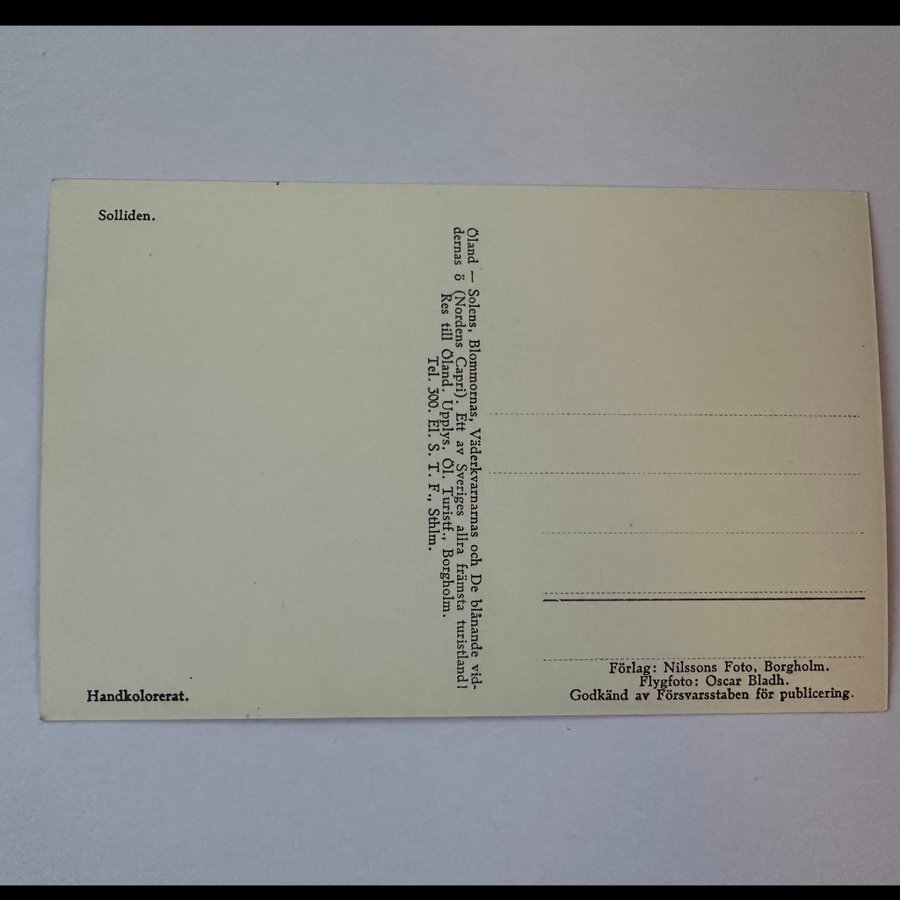 Solliden.
Öland — Solens, Blommornas, Väderkvarnarnas och De blånande vid-
dernas ö (Nordens Capri). Ett av Sveriges allra främsta turistland!
Res till Öland. Upplys. Öl. Turistf., Borgholm.
Tel. 300. El. S. T. F., Sthlm.
Handkolorerat.
Förlag: Nilssons Foto, Borgholm.
Flygfoto: Oscar Bladh.
Godkänd av Försvarsstaben för publicering.